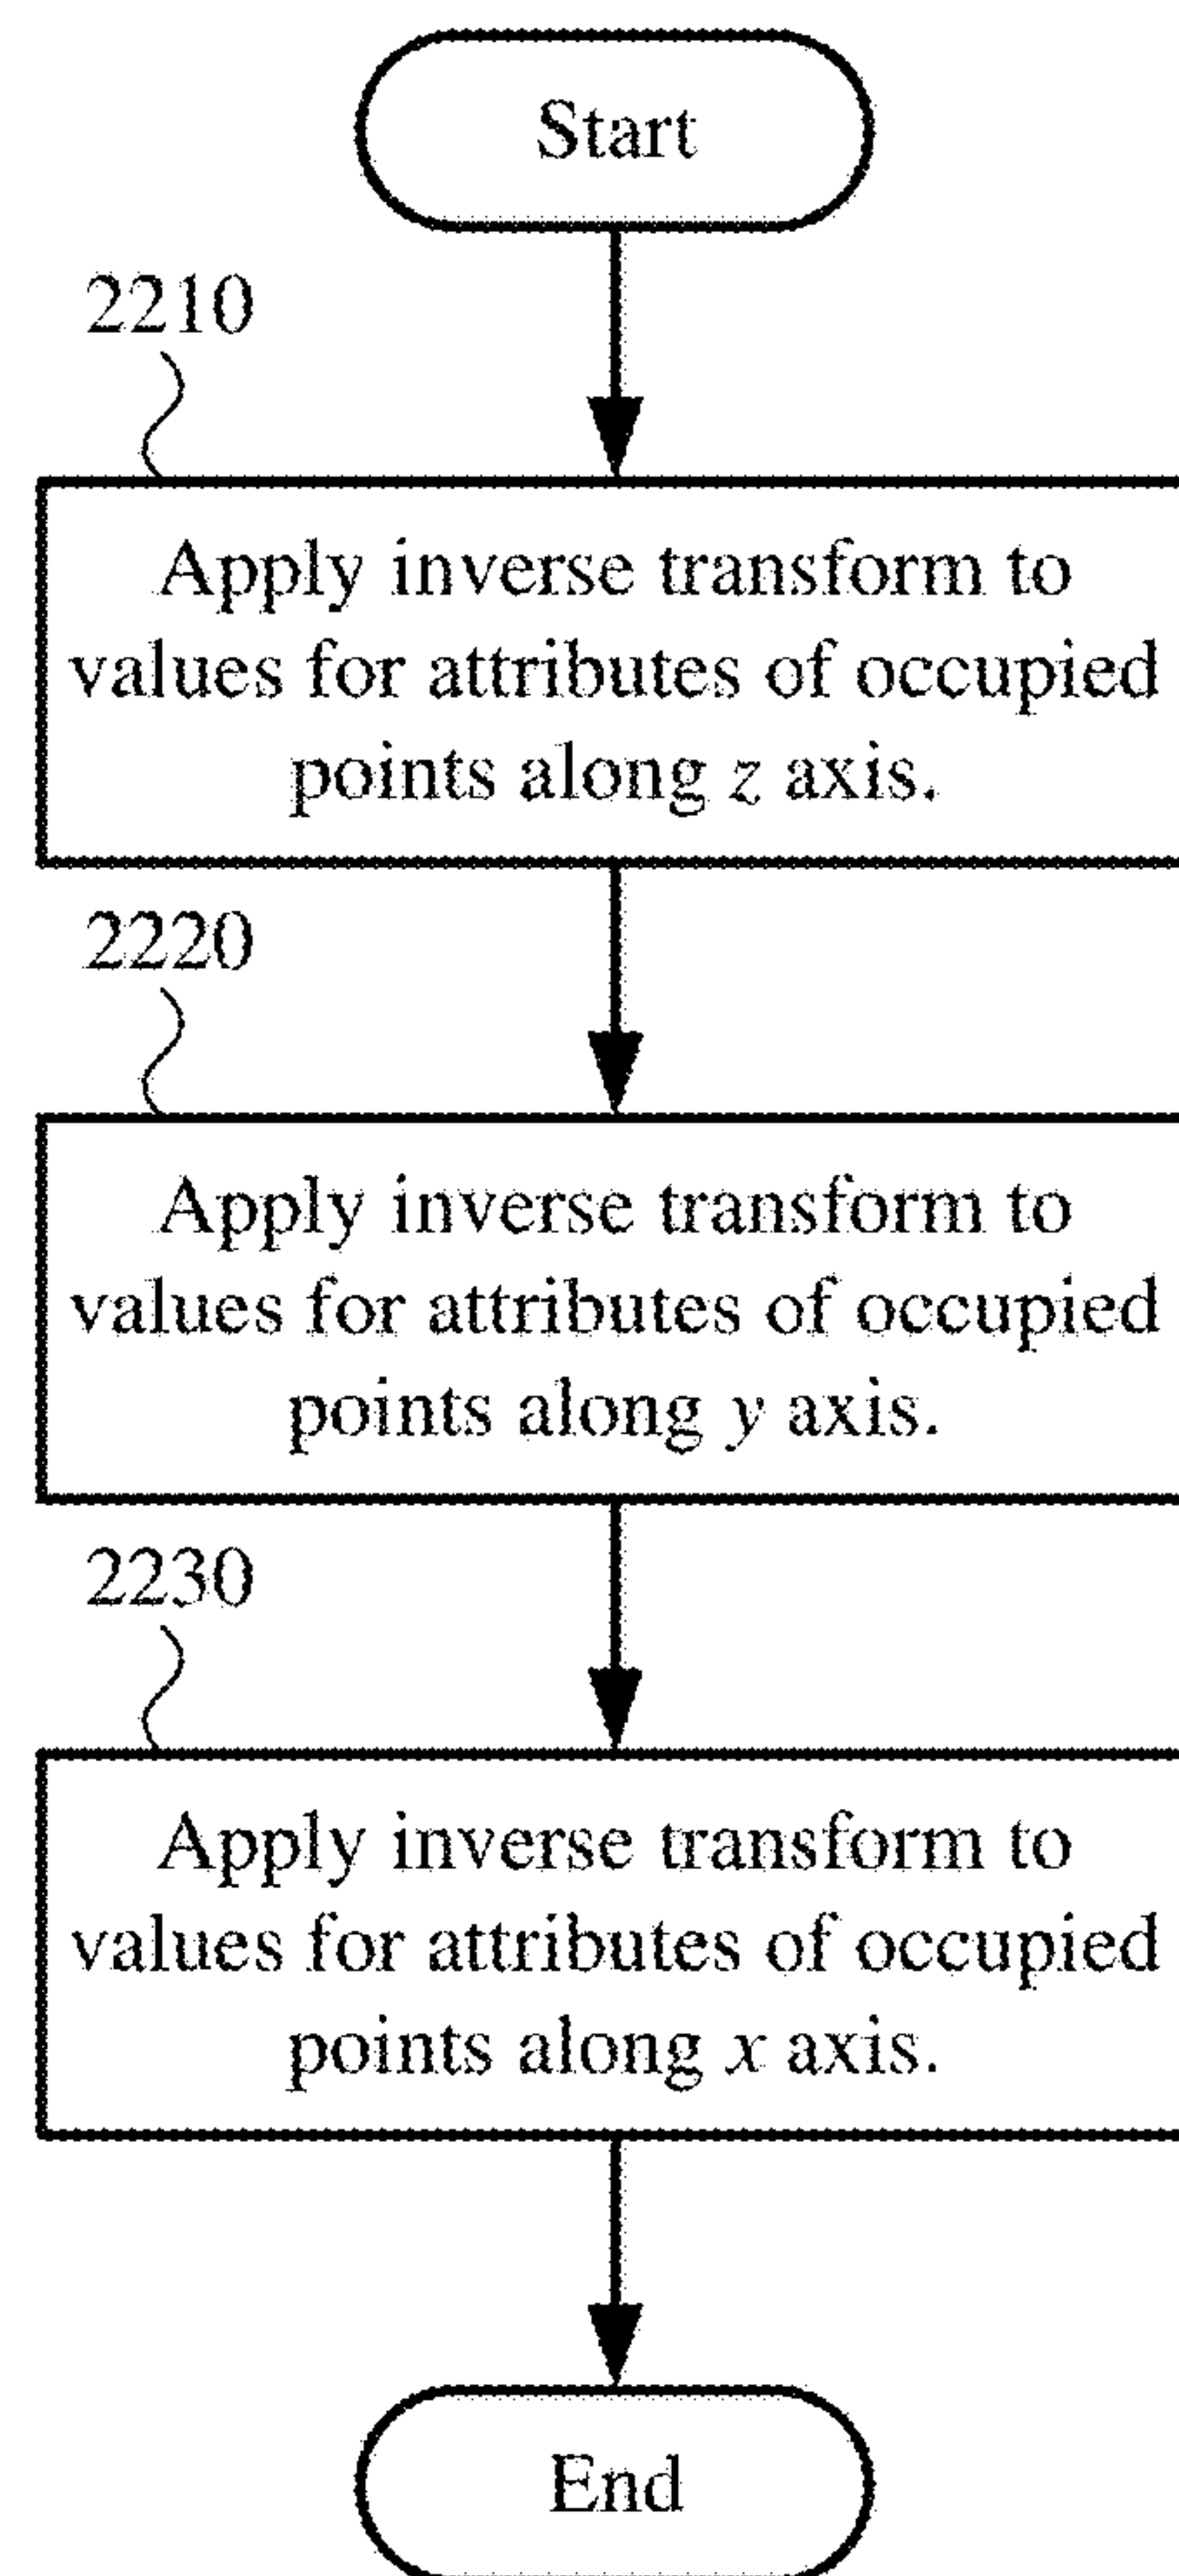 Start
2210
Apply inverse transform to
values for attributes of occupied
points along z axis.
2220
Apply inverse transform to
values for attributes of occupied
points along y axis.
2230
Apply inverse transform to
values for attributes of occupied
points along x axis.
End